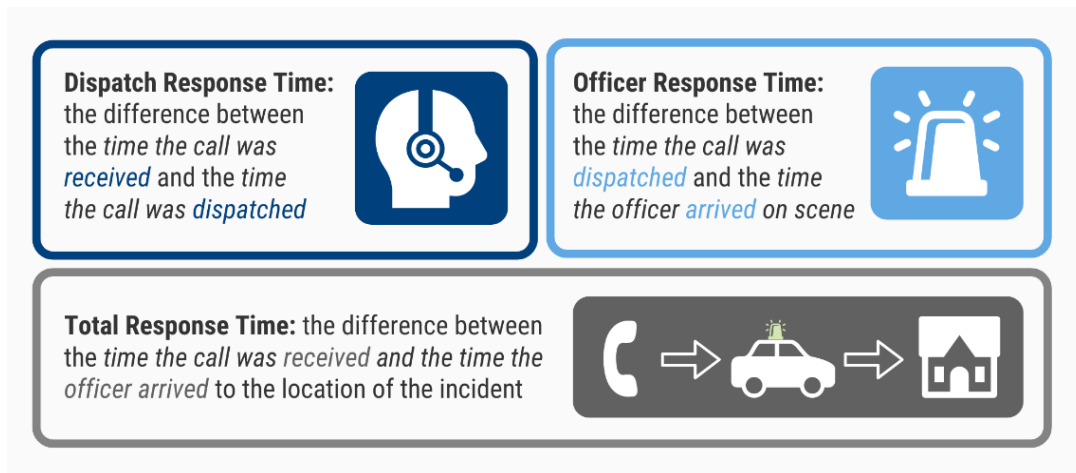 Dispatch Response Time:
the difference between
the time the call was
received and the time
the call was dispatched
Officer Response Time:
the difference between
the time the call was
dispatched and the time
the officer arrived on scene
Total Response Time: the difference between
the time the call was received and the time the
officer arrived to the location of the incident